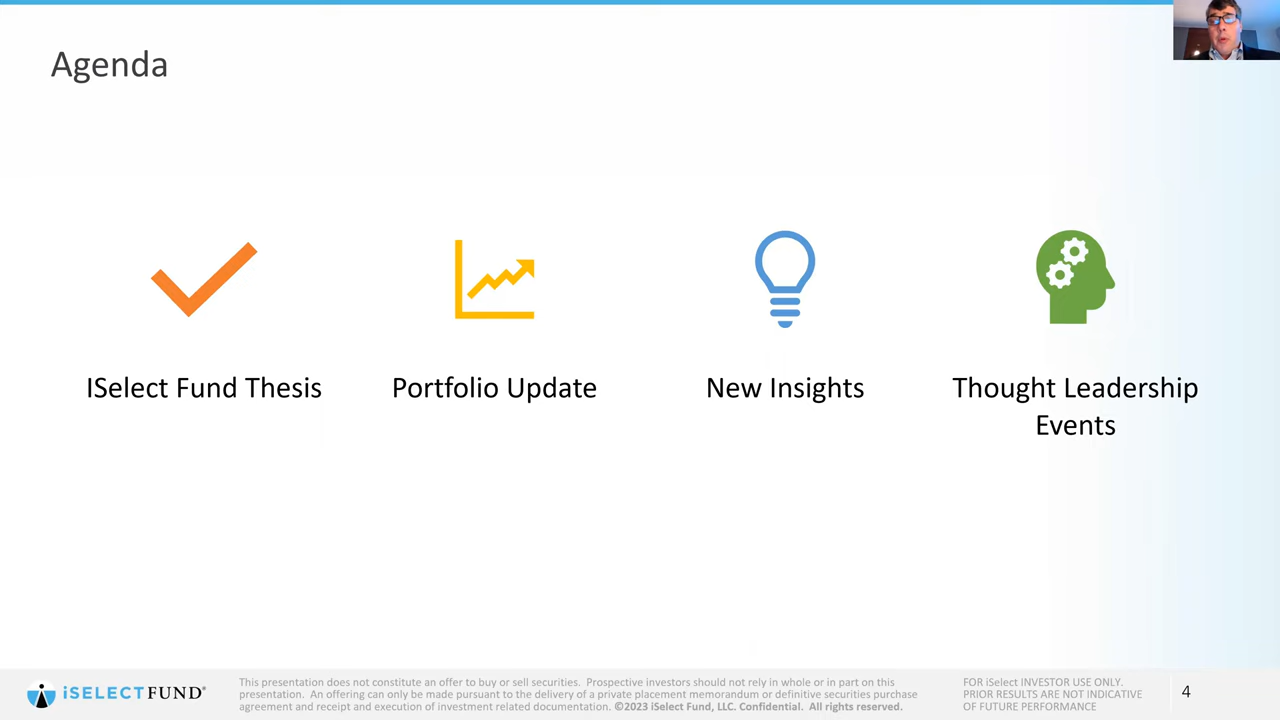 Agenda
ISelect Fund Thesis
Portfolio Update
New Insights
Thought Leadership
Events
iSELECTFUND®
This presentation does not constitute an offer to buy or sell securities. Prospective investors should not rely in whole or in part on this
presentation. An offering can only be made pursuant to the delivery of a private placement memorandum or definitive securities purchase
agreement and receipt and execution of investment related documentation. ©2023 iSelect Fund, LLC. Confidential. All rights reserved.
FOR iSelect INVESTOR USE ONLY.
PRIOR RESULTS ARE NOT INDICATIVE
OF FUTURE PERFORMANCE
4